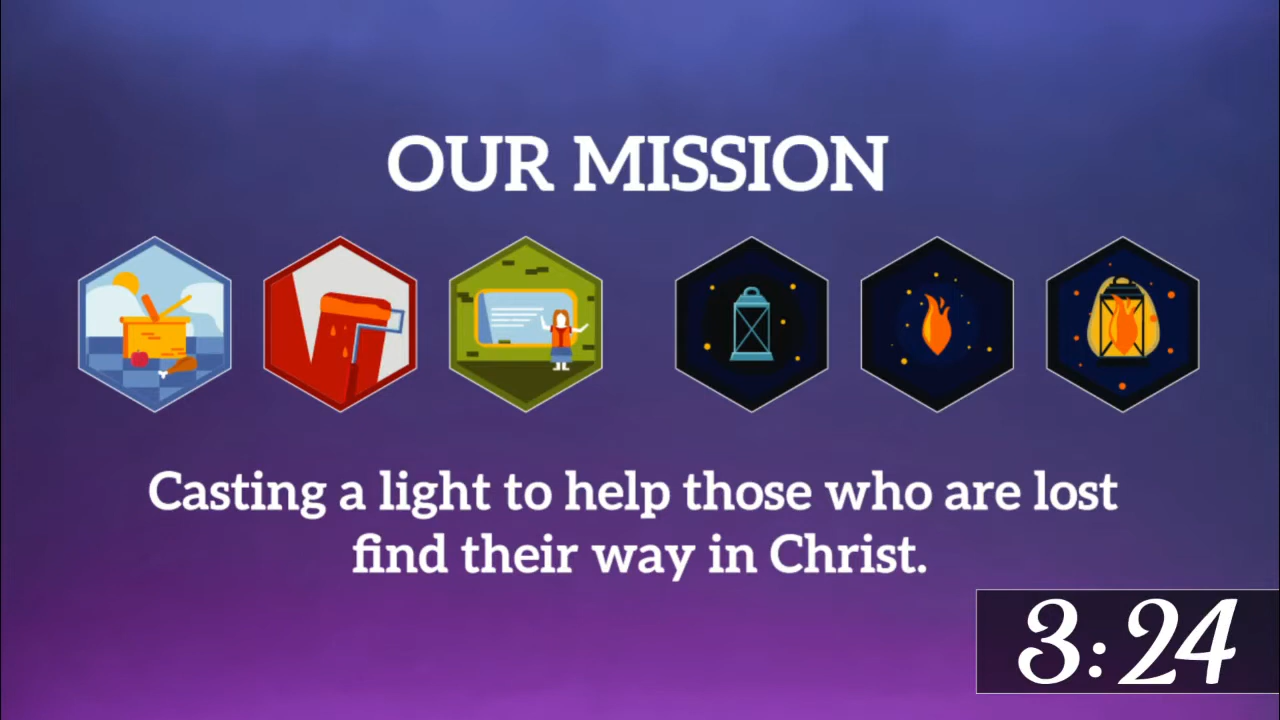 OUR MISSION
Casting a light to help those who are lost
find their way in Christ.
3:24